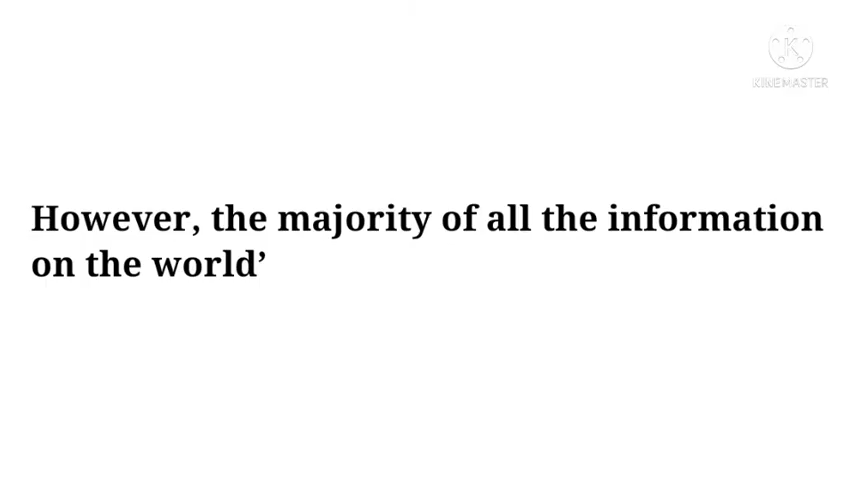 KINEMASTER
However, the majority of all the information
on the world’